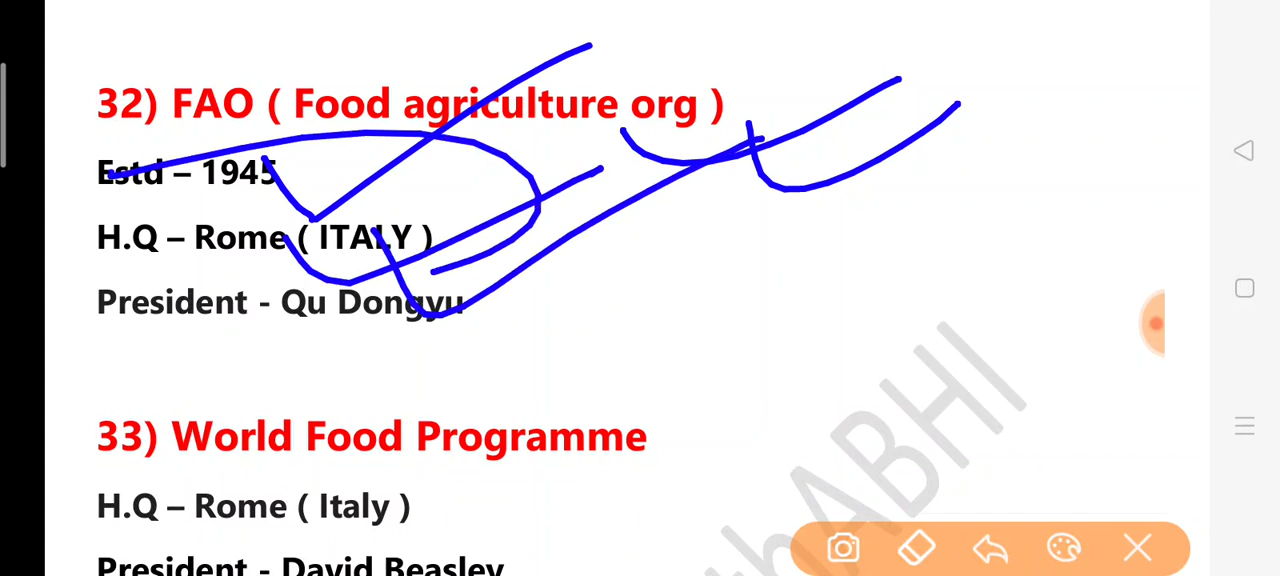 32) FAO ( Food agriculture org )
Estd – 1945
H.Q – Rome ( ITALY )
President - Qu Dongyu
33) World Food Programme
H.Q – Rome ( Italy )
President - David Beasley